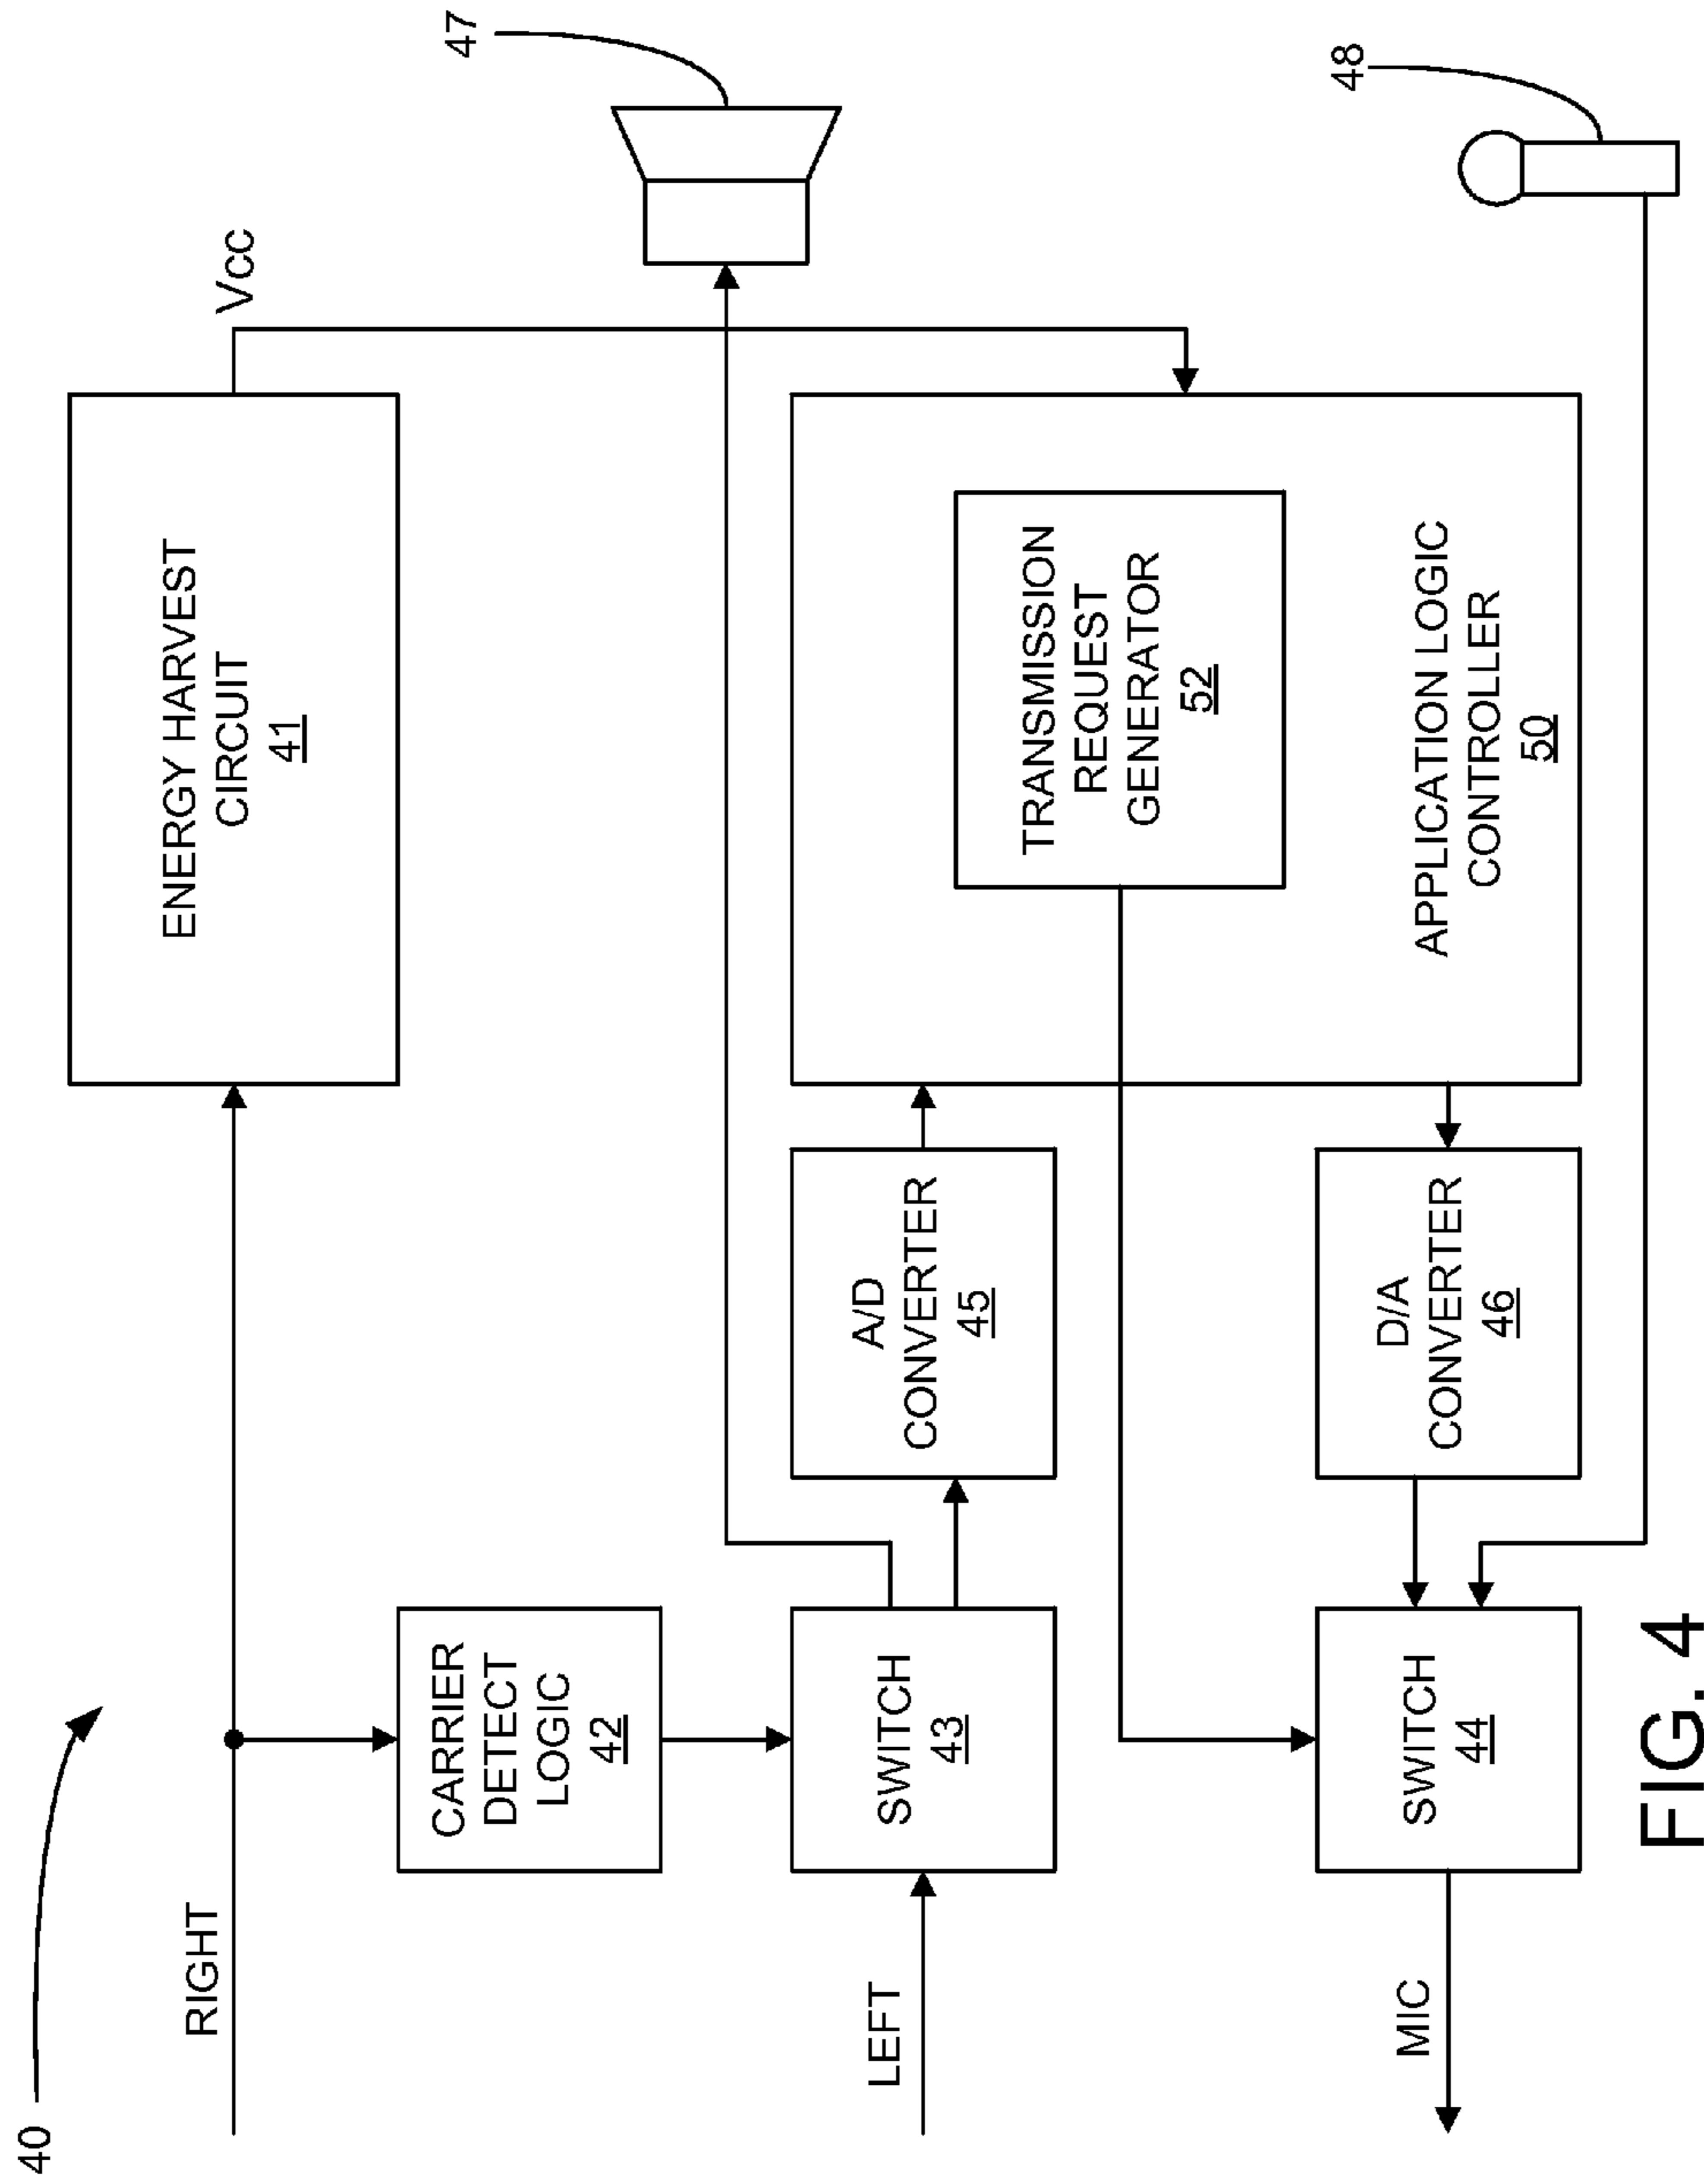 40
RIGHT
ENERGY HARVEST
CIRCUIT
41
Vcc
47
CARRIER
DETECT
LOGIC
42
LEFT
SWITCH
43
A/D
CONVERTER
45
TRANSMISSION
REQUEST
GENERATOR
52
APPLICATION LOGIC
CONTROLLER
50
48
MIC
SWITCH
44
D/A
CONVERTER
46
FIG. 4